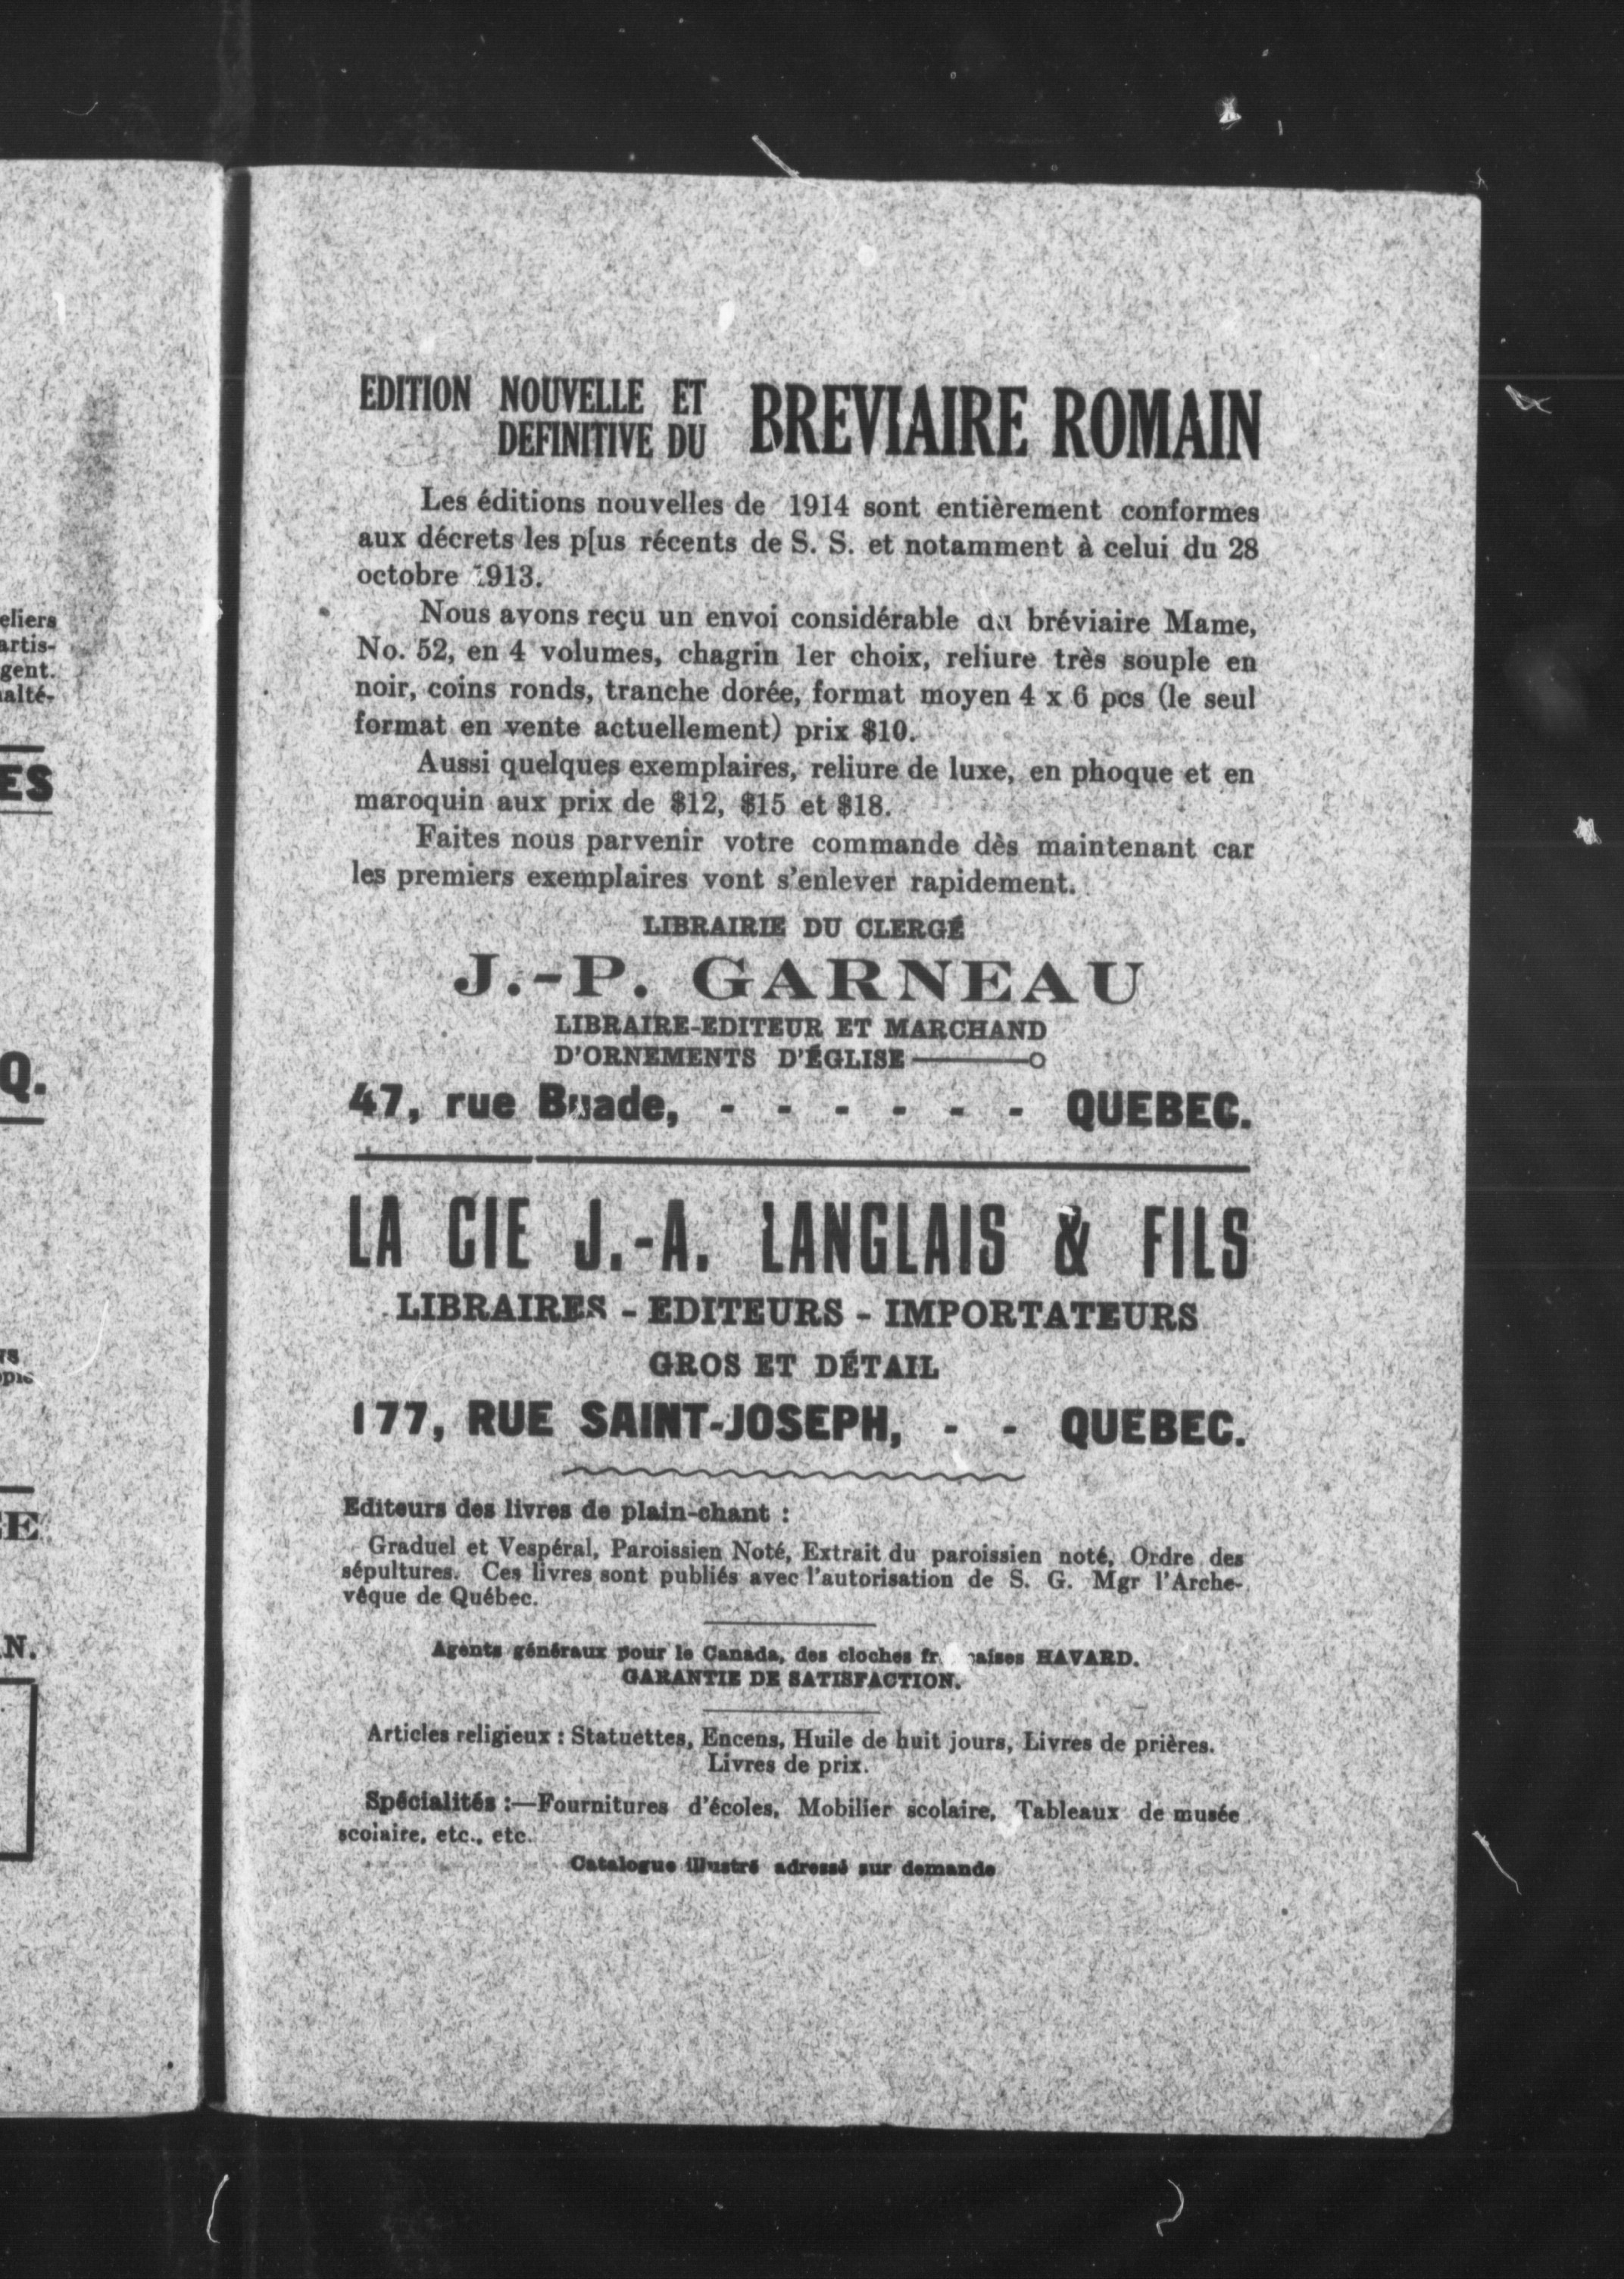 eliers
artis-
gent.
nalté-
ES
Q.
E
N.
EDITION NOUVELLE ET
DEFINITIVE DU
BREVIAIRE ROMAIN
Les éditions nouvelles de 1914 sont entièrement conformes
aux décrets les p[us récents de S. S. et notamment à celui du 28
octobre 1913.
Nous avons reçu un envoi considérable du bréviaire Mame,
No. 52, en 4 volumes, chagrin 1er choix, reliure très souple en
noir, coins ronds, tranche dorée, format moyen 4 x 6 pcs (le seul
format en vente actuellement) prix $10.
Aussi quelques exemplaires, reliure de luxe, en phoque et en
maroquin aux prix de $12, $15 et $18.
Faites nous parvenir votre commande dès maintenant car
les premiers exemplaires vont s'enlever rapidement.
LIBRAIRIE DU CLERGÉ
J.-P. GARNEAU
LIBRAIRE-EDITEUR ET MARCHAND
D'ORNEMENTS D'ÉGLISE
47, rue Buade, - - - - - - QUEBEC.
LA CIE J.-A. LANGLAIS & FILS
LIBRAIRES - EDITEURS - IMPORTATEURS
GROS ET DÉTAIL
177, RUE SAINT-JOSEPH, - - QUEBEC.
Editeurs des livres de plain-chant :
Graduel et Vespéral, Paroissien Noté, Extrait du paroissien noté, Ordre des
sépultures. Ces livres sont publiés avec l'autorisation de S. G. Mgr l'Arche-
vêque de Québec.
Agents généraux pour le Canada, des cloches françaises HAVARD.
GARANTIE DE SATISFACTION.
Articles religieux : Statuettes, Encens, Huile de huit jours, Livres de prières.
Livres de prix.
Spécialités :—Fournitures d'écoles, Mobilier scolaire, Tableaux de musée
scolaire, etc., etc.
Catalogue illustré adressé sur demande